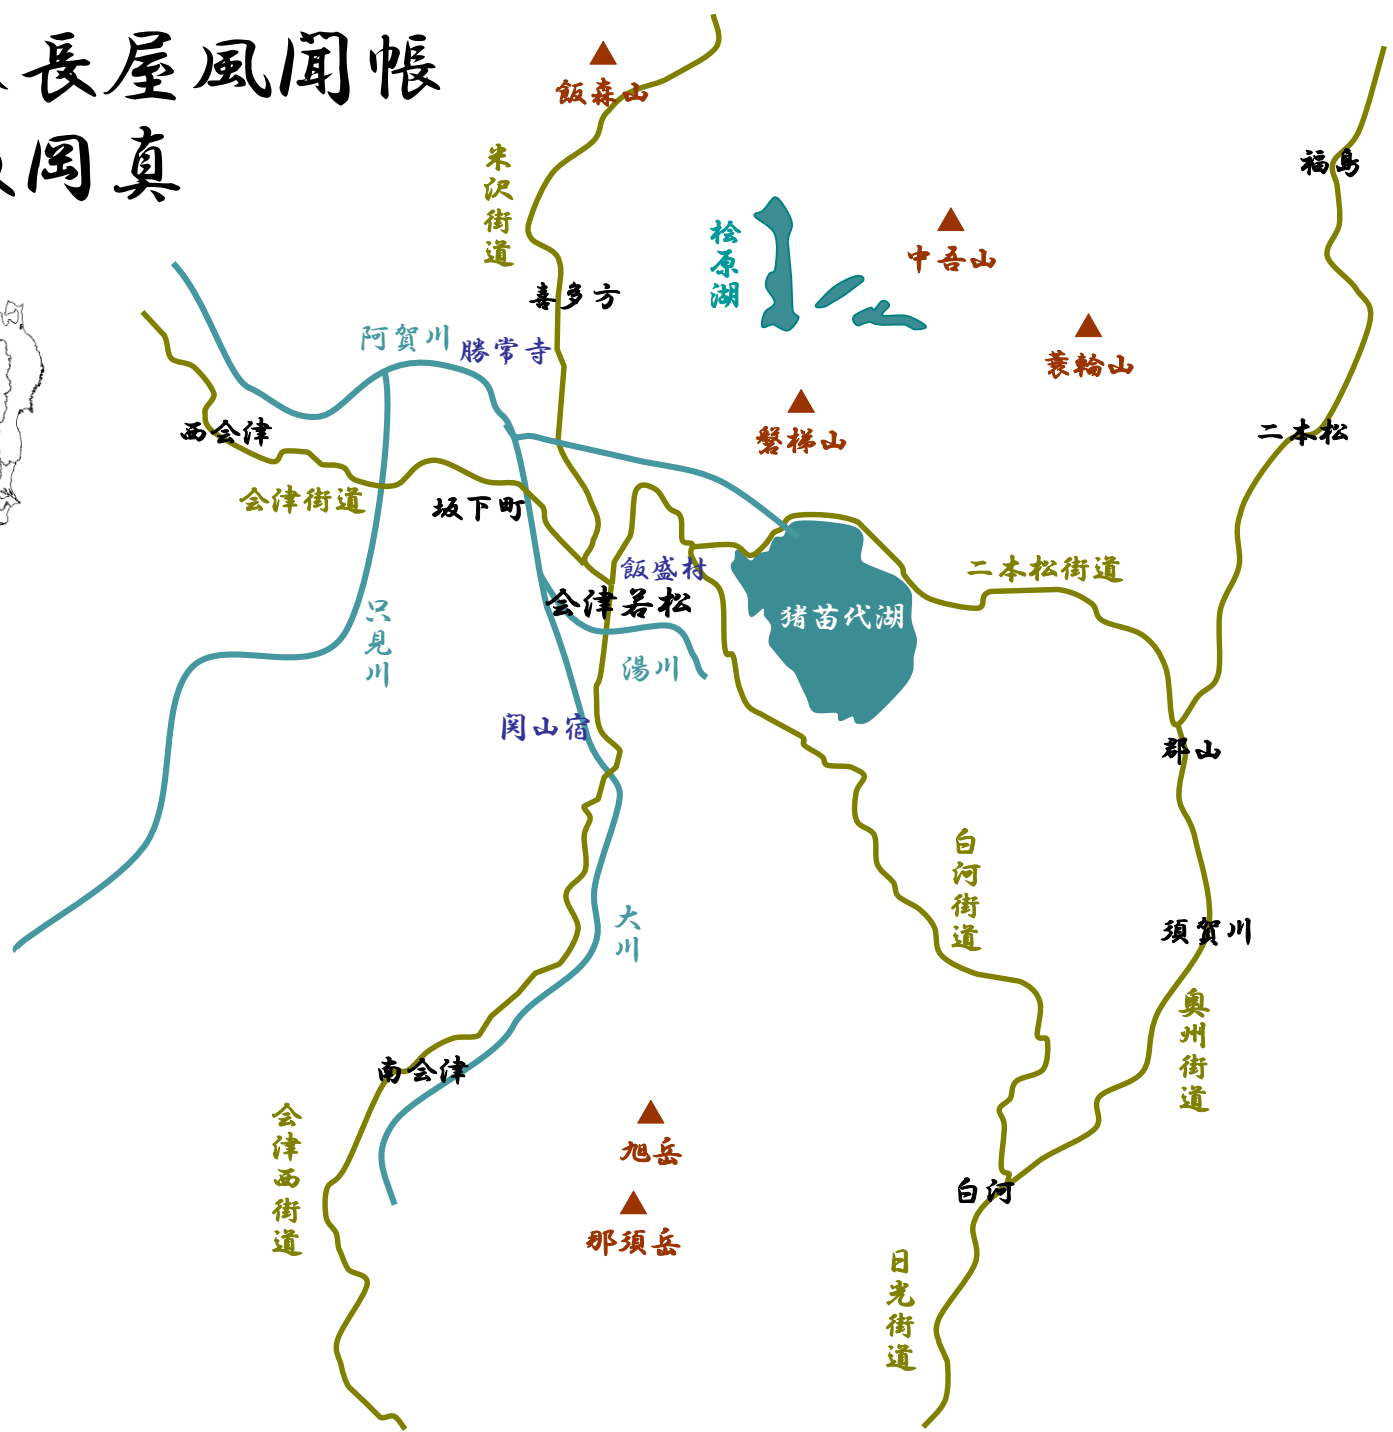 長屋風聞帳
岡真
飯森山
米沢街道
福島
桧原湖
中吾山
喜多方
阿賀川
勝常寺
蓑輪山
西会津
磐梯山
二本松
会津街道
坂下町
飯盛村
二本松街道
会津若松
猪苗代湖
只見川
湯川
関山宿
郡山
白河街道
大川
須賀川
奥州街道
南会津
会津西街道
旭岳
白河
那須岳
日光街道